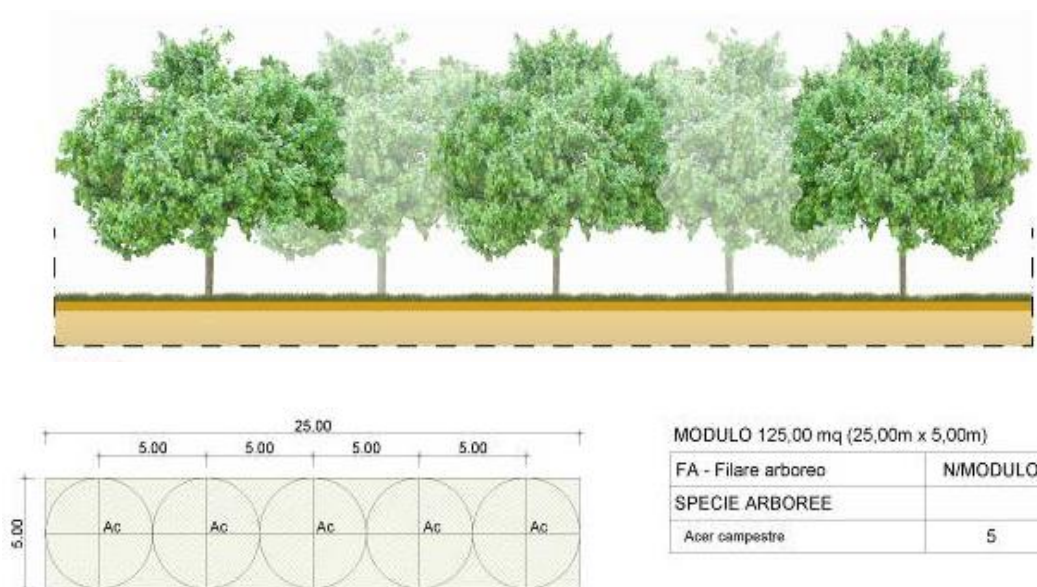 25.00
5.00 5.00 5.00 5.00
5.00
Ac Ac Ac Ac Ac
MODULO 125,00 mq (25,00m x 5,00m)
FA - Filare arboreo N/MODULO
SPECIE ARBOREE
Acer campestre 5